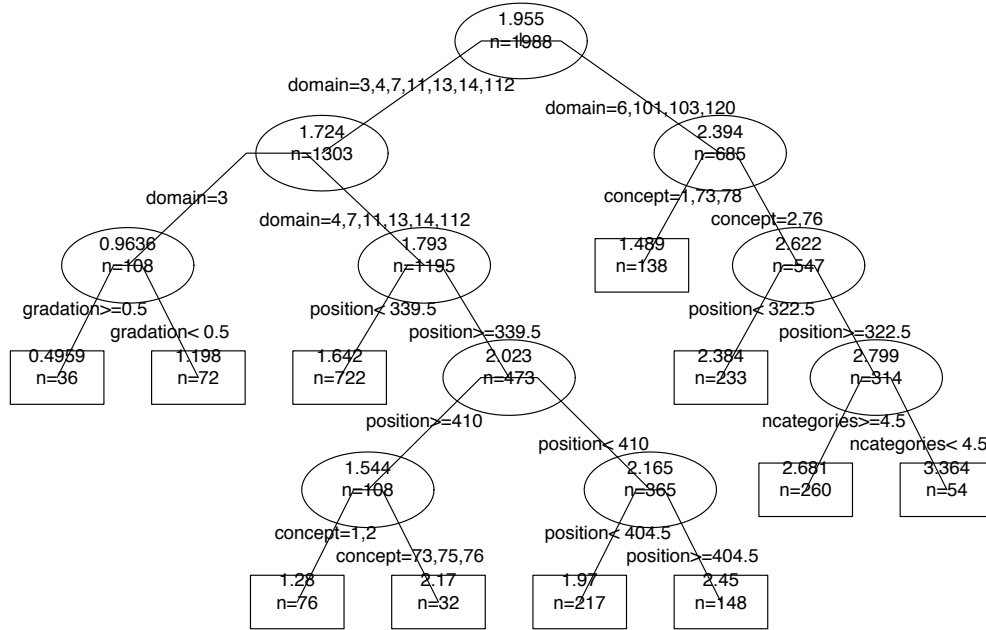 1.955
n=1988
domain=3,4,7,11,13,14,112
domain=6,101,103,120
1.724
n=1303
2.394
n=685
domain=3
domain=4,7,11,13,14,112
concept=1,73,78
concept=2,76
0.9636
n=108
1.793
n=1195
1.489
n=138
2.622
n=547
gradation>=0.5
gradation< 0.5
position< 339.5
position>=339.5
position< 322.5
position>=322.5
0.4959
n=36
1.198
n=72
1.642
n=722
2.023
n=473
2.384
n=233
2.799
n=314
position>=410
position< 410
ncategories>=4.5
ncategories< 4.5
1.544
n=108
2.165
n=365
2.681
n=260
3.364
n=54
concept=1,2
concept=73,75,76
position< 404.5
position>=404.5
1.28
n=76
2.17
n=32
1.97
n=217
2.45
n=148